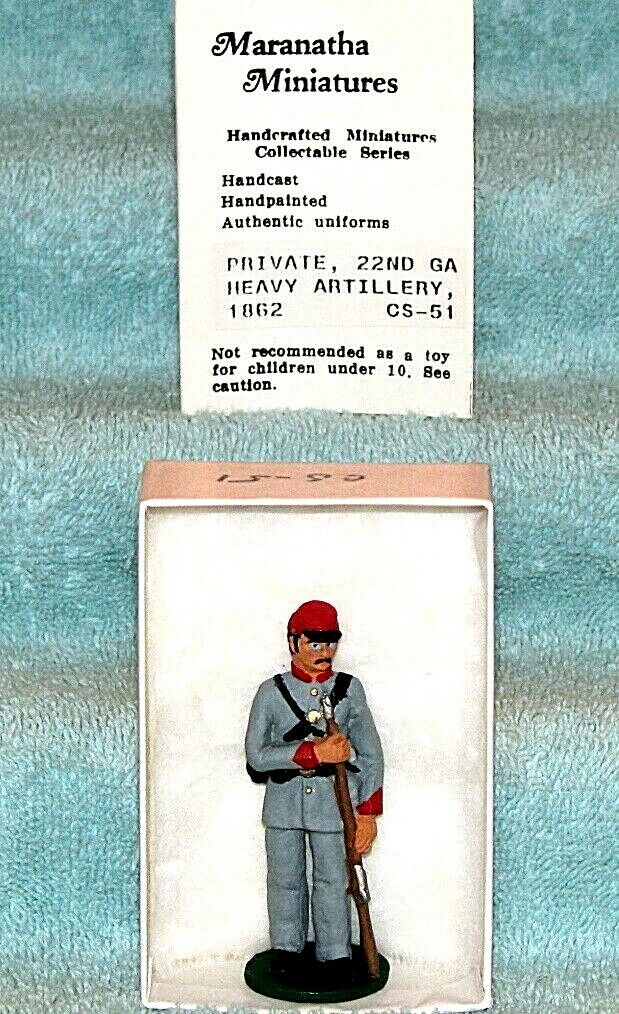 Maranatha
Miniatures
Handcrafted Miniatures
Collectable Series
Handcast
Handpainted
Authentic uniforms
PRIVATE, 22ND GA
HEAVY ARTILLERY,
1862 CS-51
Not recommended as a toy
for children under 10. See
caution.